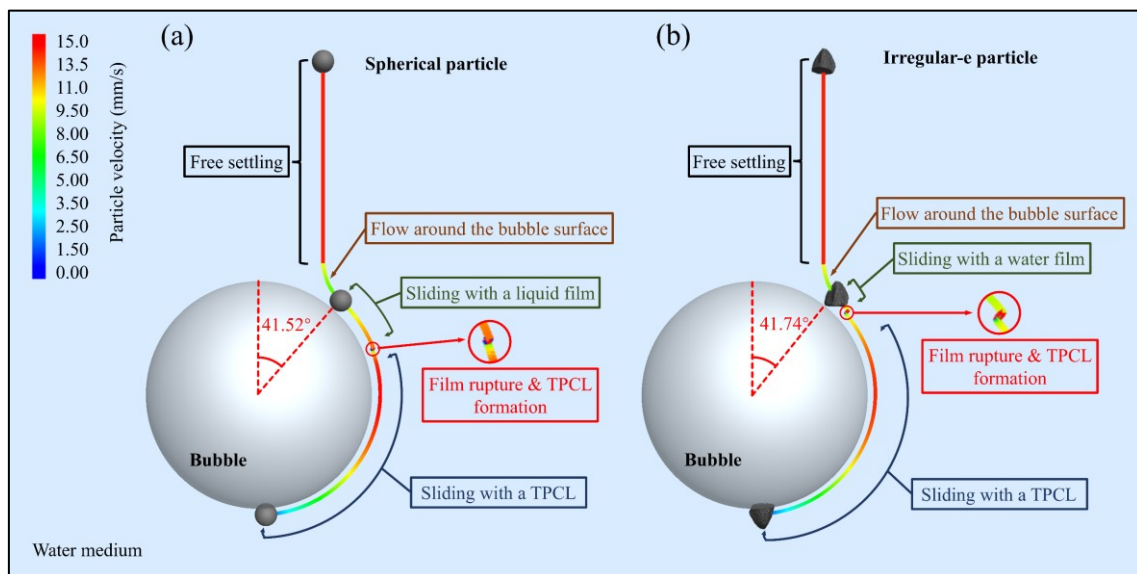 15.0
13.5
11.0
9.50
8.00
6.50
5.00
2.50
1.50
0.00
Particle velocity (mm/s)
(a)
Spherical particle
Free settling
Flow around the bubble surface
Sliding with a liquid film
41.52°
Film rupture & TPCL
formation
Bubble
Sliding with a TPCL
Water medium
(b)
Irregular-e particle
Free settling
Flow around the bubble surface
Sliding with a water film
41.74°
Film rupture & TPCL
formation
Bubble
Sliding with a TPCL